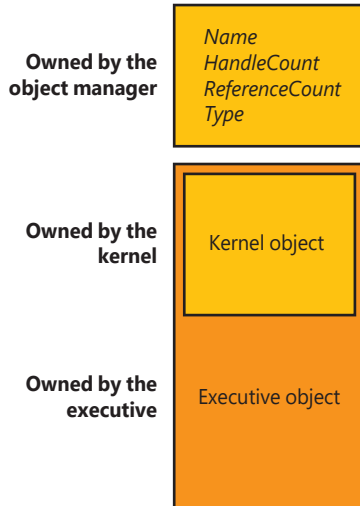 Owned by the
object manager
Name
HandleCount
ReferenceCount
Type
Owned by the
kernel
Kernel object
Owned by the
executive
Executive object